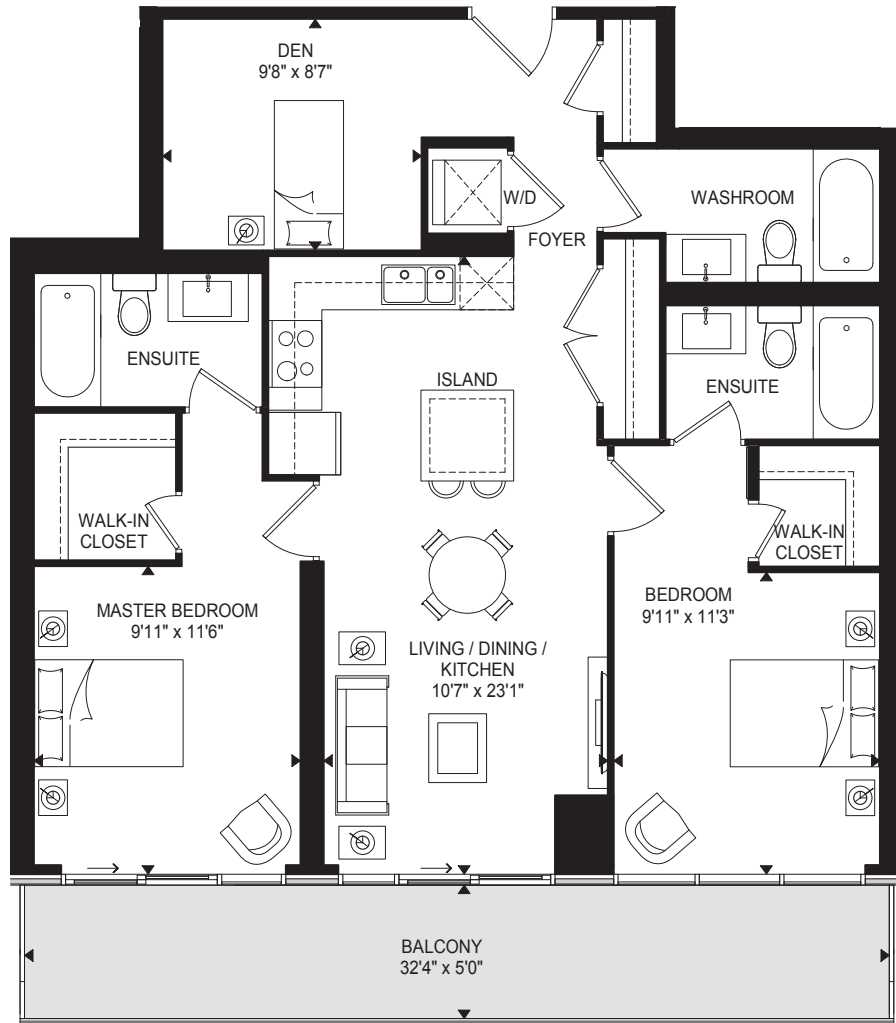 DEN
9'8" x 8'7"
W/D
WASHROOM
FOYER
ENSUITE
ISLAND
ENSUITE
WALK-IN
CLOSET
WALK-IN
CLOSET
MASTER BEDROOM
9'11" x 11'6"
BEDROOM
9'11" x 11'3"
LIVING / DINING /
KITCHEN
10'7" x 23'1"
BALCONY
32'4" x 5'0"